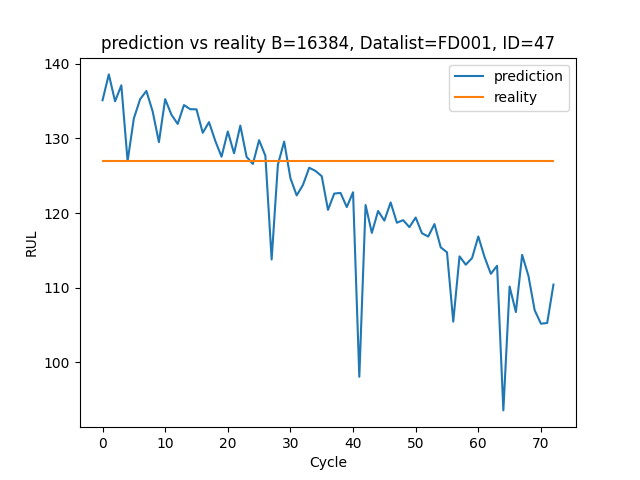 prediction vs reality B=16384, Datalist=FD001, ID=47
prediction
reality
RUL
140
130
120
110
100
0 10 20 30 40 50 60 70
Cycle